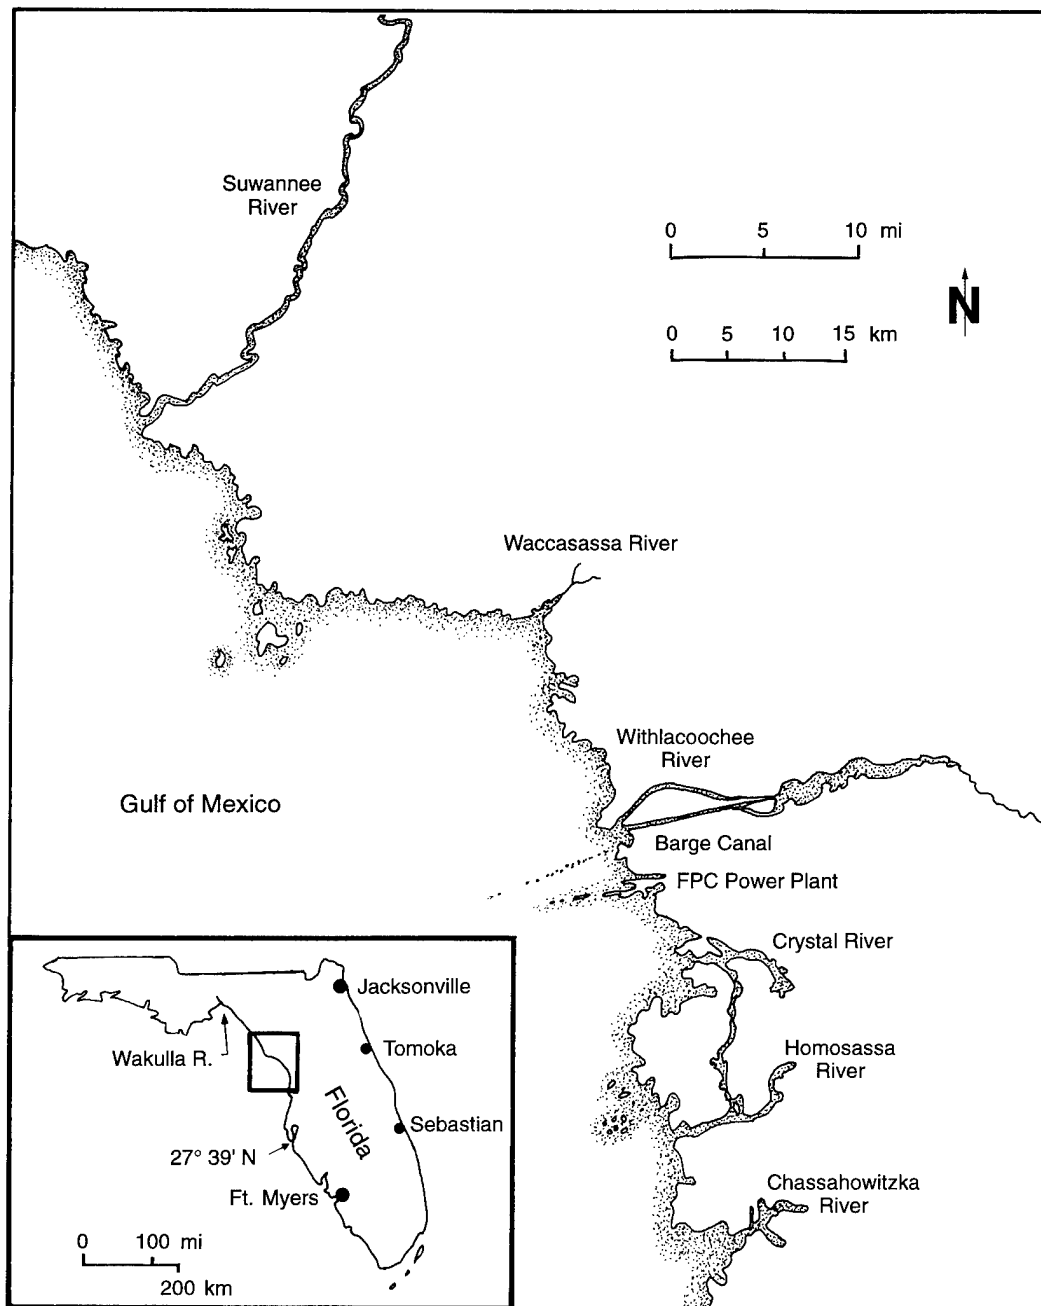 Suwannee
River
0 5 10 mi
N
0 5 10 15 km
Waccasassa River
Withlacoochee
River
Gulf of Mexico
Barge Canal
FPC Power Plant
Crystal River
Homosassa
River
Chassahowitzka
River
Jacksonville
Wakulla R.
Tomoka
Florida
Sebastian
27° 39' N
Ft. Myers
0 100 mi
200 km